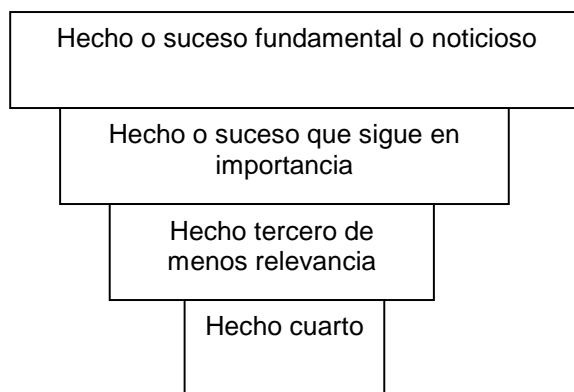 Hecho o suceso fundamental o noticioso
Hecho o suceso que sigue en
importancia
Hecho tercero de
menos relevancia
Hecho cuarto